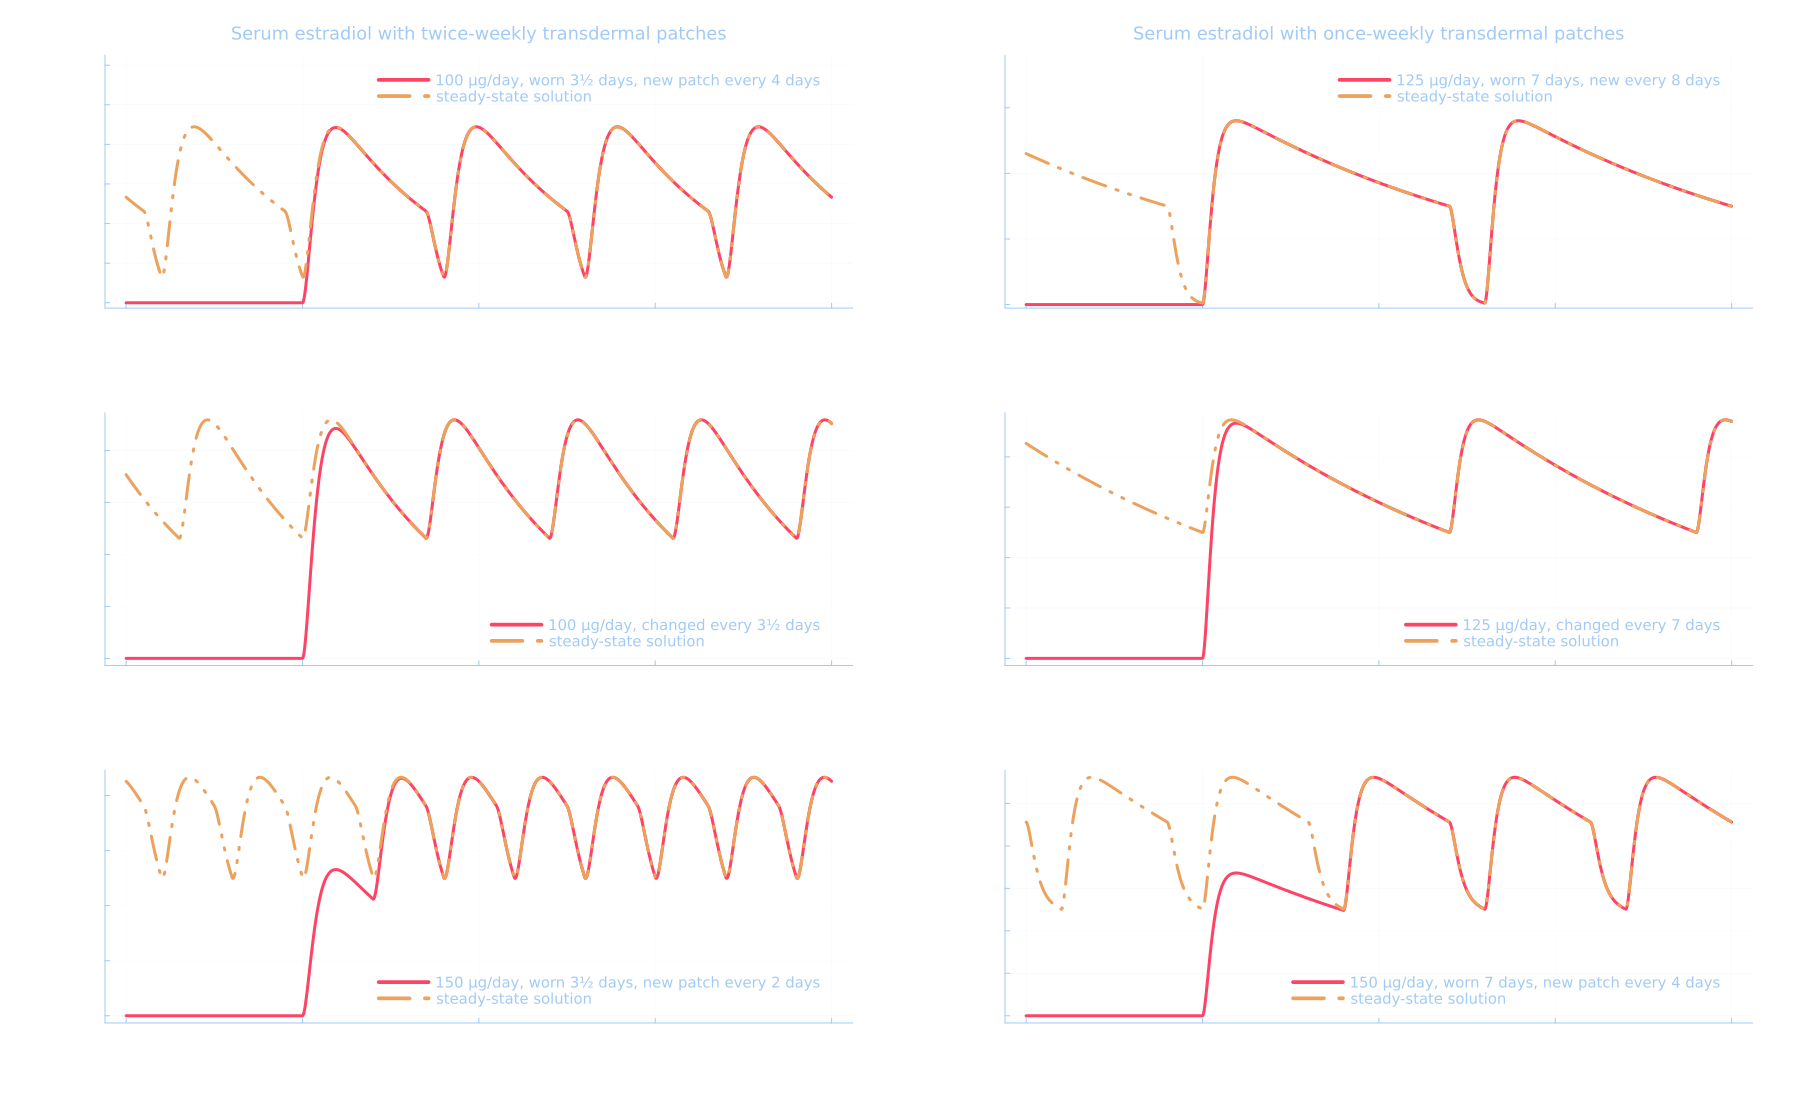 Serum estradiol with twice-weekly transdermal patches
100 µg/day, worn 3½ days, new patch every 4 days
steady-state solution
Serum estradiol with once-weekly transdermal patches
125 µg/day, worn 7 days, new every 8 days
steady-state solution
100 µg/day, changed every 3½ days
steady-state solution
125 µg/day, changed every 7 days
steady-state solution
150 µg/day, worn 3½ days, new patch every 2 days
steady-state solution
150 µg/day, worn 7 days, new patch every 4 days
steady-state solution